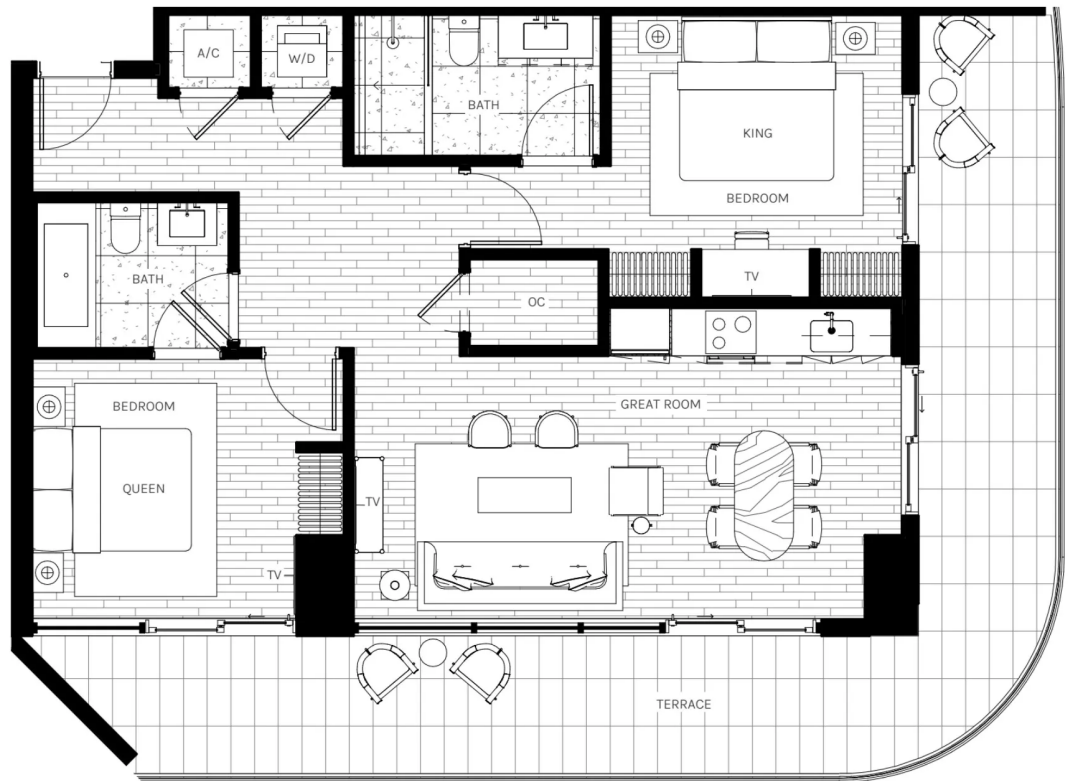 A/C
W/D
BATH
KING
BEDROOM
BATH
TV
OC
BEDROOM
GREAT ROOM
QUEEN
TV
TV
TERRACE